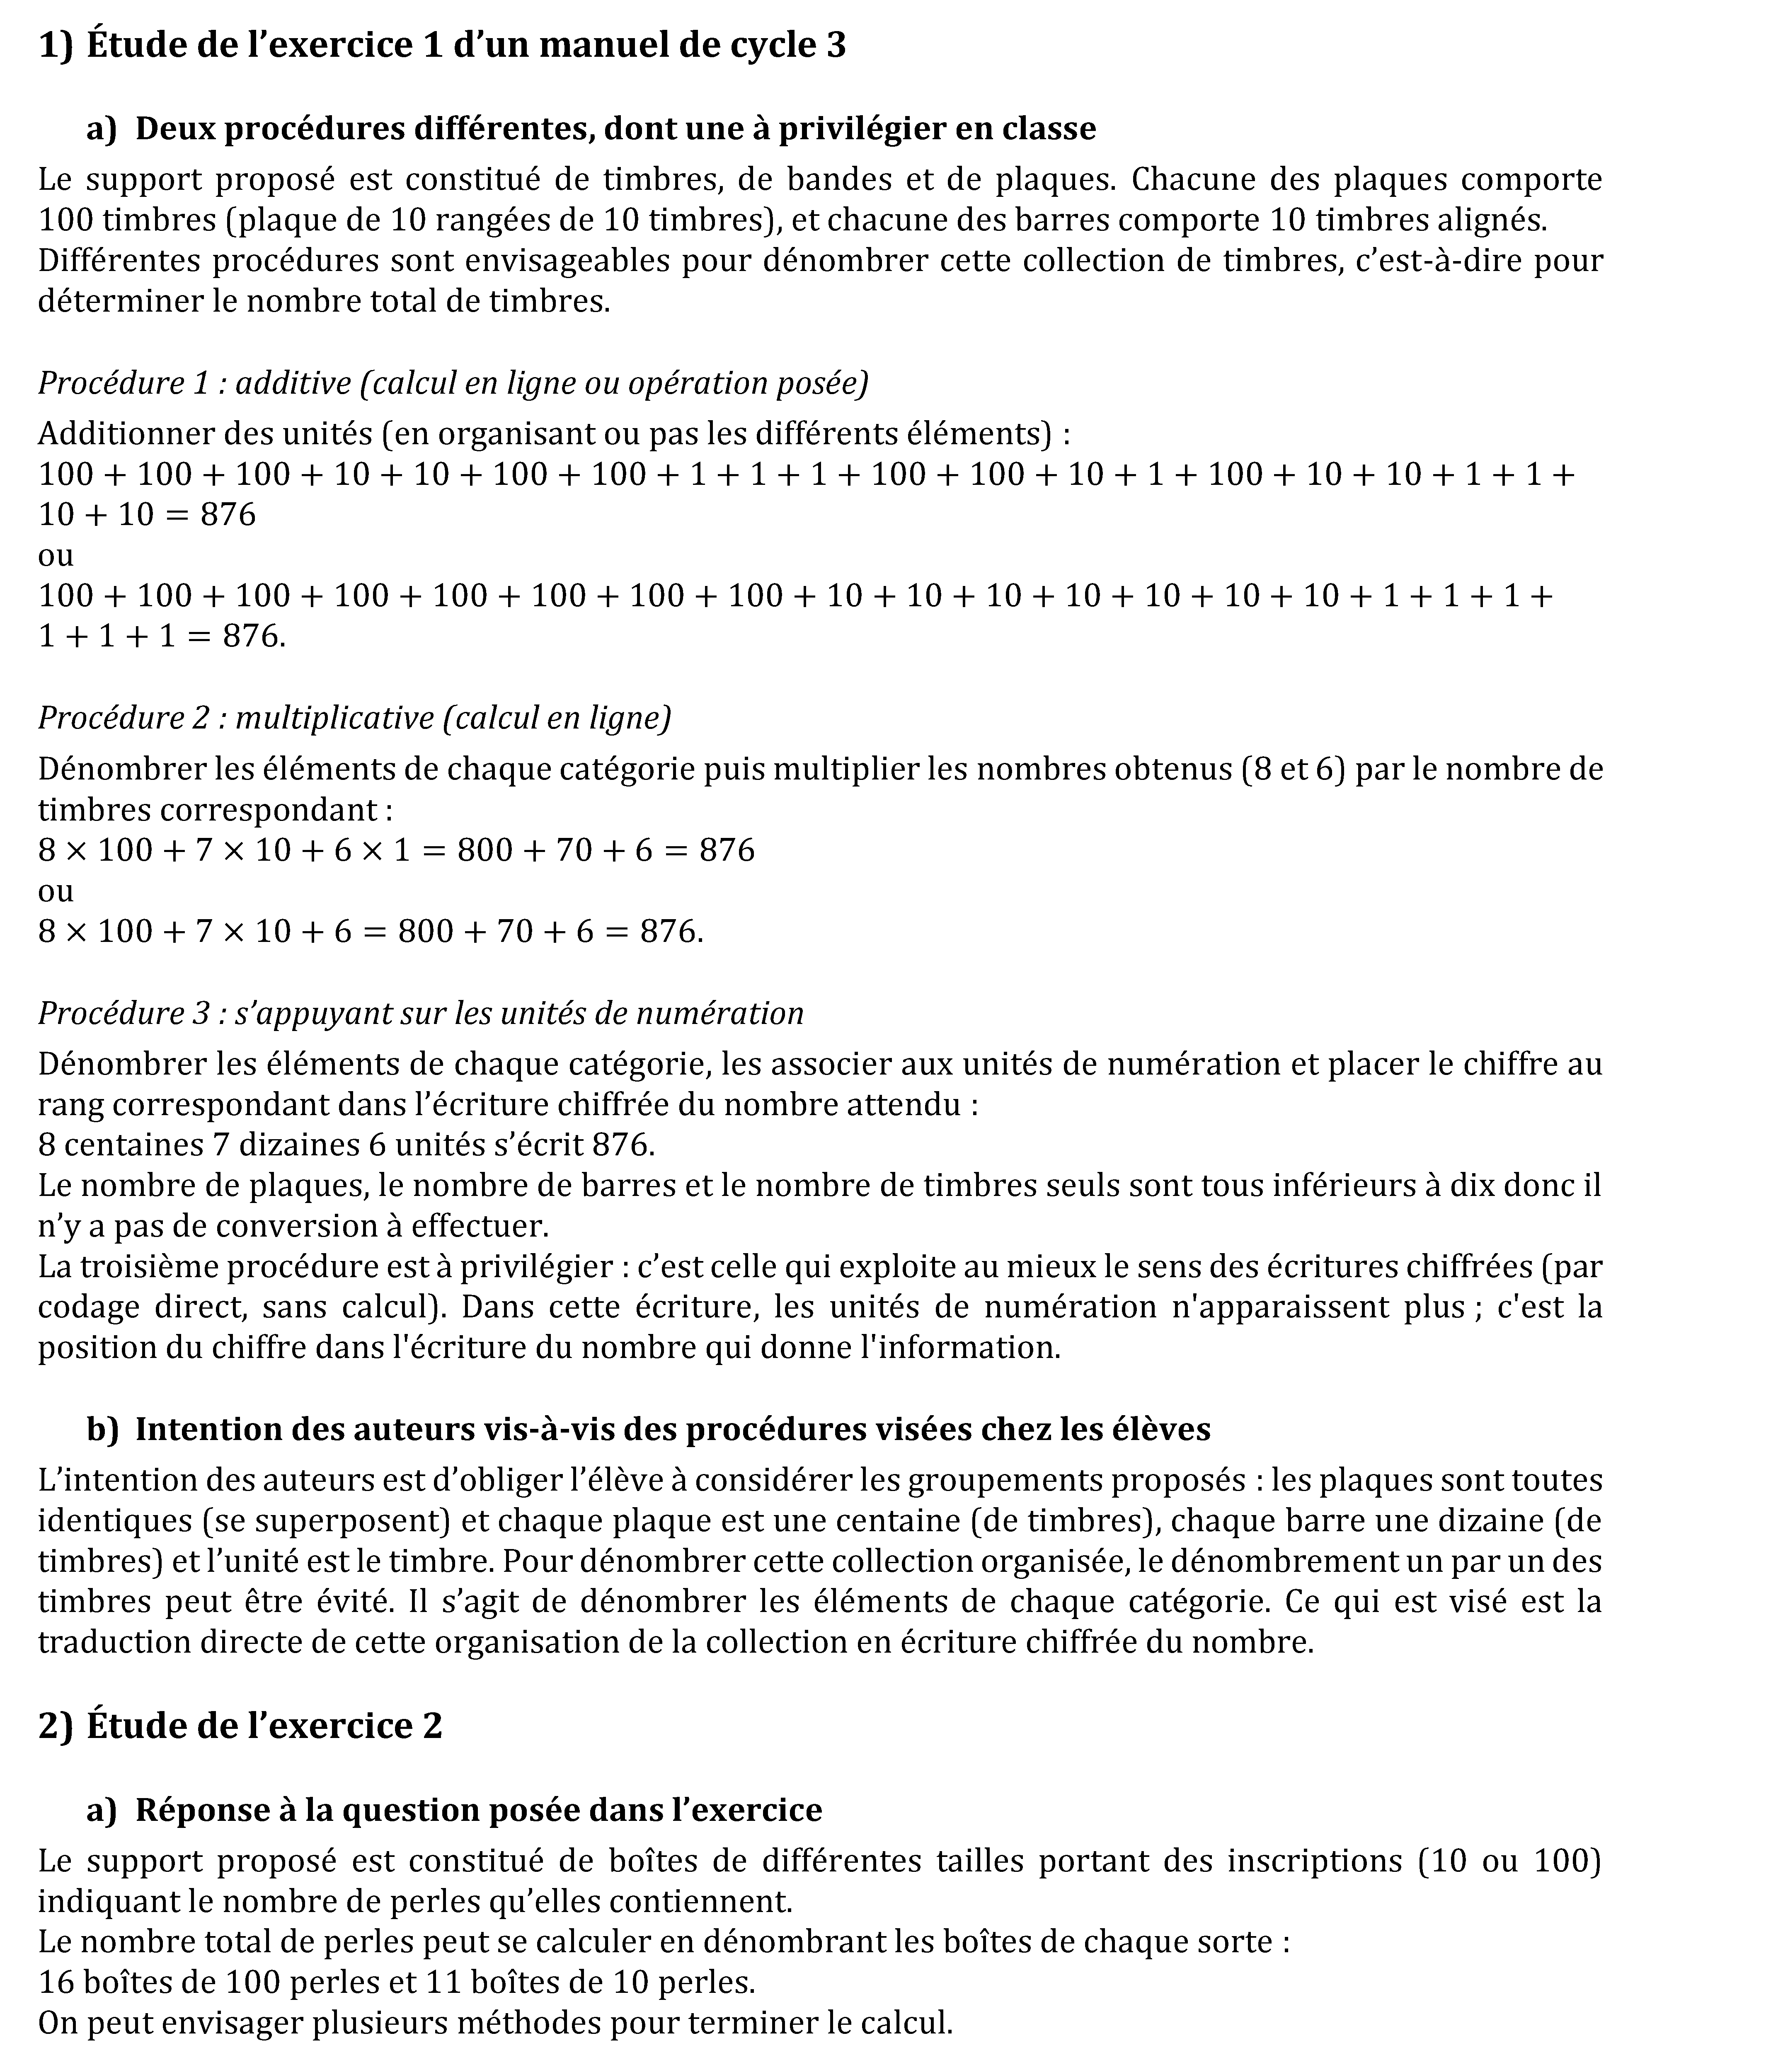 1) Étude de l’exercice 1 d’un manuel de cycle 3
a) Deux procédures différentes, dont une à privilégier en classe
Le support proposé est constitué de timbres, de bandes et de plaques. Chacune des plaques comporte
100 timbres (plaque de 10 rangées de 10 timbres), et chacune des barres comporte 10 timbres alignés.
Différentes procédures sont envisageables pour dénombrer cette collection de timbres, c’est-à-dire pour
déterminer le nombre total de timbres.
Procédure 1 : additive (calcul en ligne ou opération posée)
Additionner des unités (en organisant ou pas les différents éléments) :
100 + 100 + 100 + 10 + 10 + 100 + 100 + 1 + 1 + 1 + 100 + 100 + 10 + 1 + 100 + 10 + 10 + 1 + 1 +
10 + 10 = 876
ou
100 + 100 + 100 + 100 + 100 + 100 + 100 + 100 + 10 + 10 + 10 + 10 + 10 + 10 + 10 + 1 + 1 + 1 +
1 + 1 + 1 = 876.
Procédure 2 : multiplicative (calcul en ligne)
Dénombrer les éléments de chaque catégorie puis multiplier les nombres obtenus (8 et 6) par le nombre de
timbres correspondant :
8 × 100 + 7 × 10 + 6 × 1 = 800 + 70 + 6 = 876
ou
8 × 100 + 7 × 10 + 6 = 800 + 70 + 6 = 876.
Procédure 3 : s’appuyant sur les unités de numération
Dénombrer les éléments de chaque catégorie, les associer aux unités de numération et placer le chiffre au
rang correspondant dans l’écriture chiffrée du nombre attendu :
8 centaines 7 dizaines 6 unités s’écrit 876.
Le nombre de plaques, le nombre de barres et le nombre de timbres seuls sont tous inférieurs à dix donc il
n’y a pas de conversion à effectuer.
La troisième procédure est à privilégier : c’est celle qui exploite au mieux le sens des écritures chiffrées (par
codage direct, sans calcul). Dans cette écriture, les unités de numération n'apparaissent plus ; c'est la
position du chiffre dans l'écriture du nombre qui donne l'information.
b) Intention des auteurs vis-à-vis des procédures visées chez les élèves
L’intention des auteurs est d’obliger l’élève à considérer les groupements proposés : les plaques sont toutes
identiques (se superposent) et chaque plaque est une centaine (de timbres), chaque barre une dizaine (de
timbres) et l’unité est le timbre. Pour dénombrer cette collection organisée, le dénombrement un par un des
timbres peut être évité. Il s’agit de dénombrer les éléments de chaque catégorie. Ce qui est visé est la
traduction directe de cette organisation de la collection en écriture chiffrée du nombre.
2) Étude de l’exercice 2
a) Réponse à la question posée dans l’exercice
Le support proposé est constitué de boîtes de différentes tailles portant des inscriptions (10 ou 100)
indiquant le nombre de perles qu’elles contiennent.
Le nombre total de perles peut se calculer en dénombrant les boîtes de chaque sorte :
16 boîtes de 100 perles et 11 boîtes de 10 perles.
On peut envisager plusieurs méthodes pour terminer le calcul.